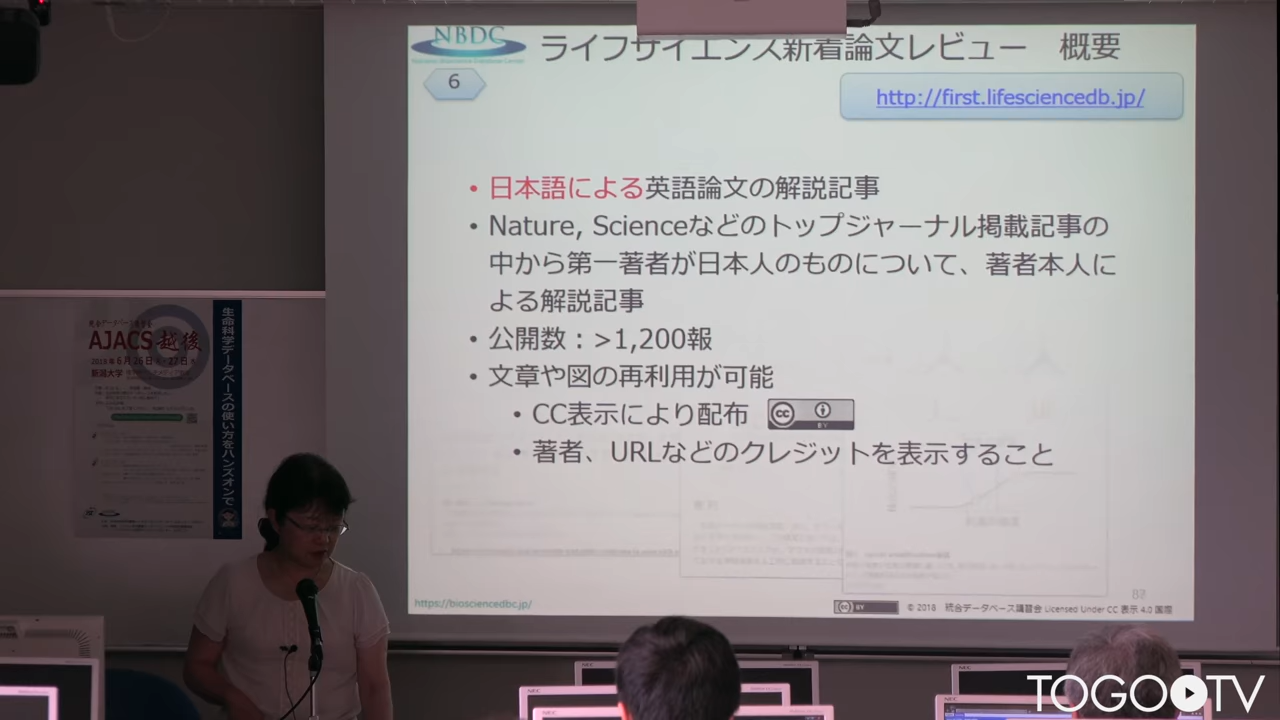 NBDC
ライフサイエンス新着論文レビュー　概要
6
http://first.lifesciencedb.jp/
• 日本語による英語論文の解説記事
• Nature, Scienceなどのトップジャーナル掲載記事の
中から第一著者が日本人のものについて、著者本人に
よる解説記事
• 公開数：>1,200報
• 文章や図の再利用が可能
• CC表示により配布
cc BY
• 著者、URLなどのクレジットを表示すること
https://biosciencedbc.jp/
cc BY © 2018 統合データベース講習会 Licensed Under CC 表示 4.0 国際
AJACS 越後
新潟大学
生命科学データベースの使い方をハンズオンで
NEC
NEC
NEC
NEC
NEC
TOGO TV